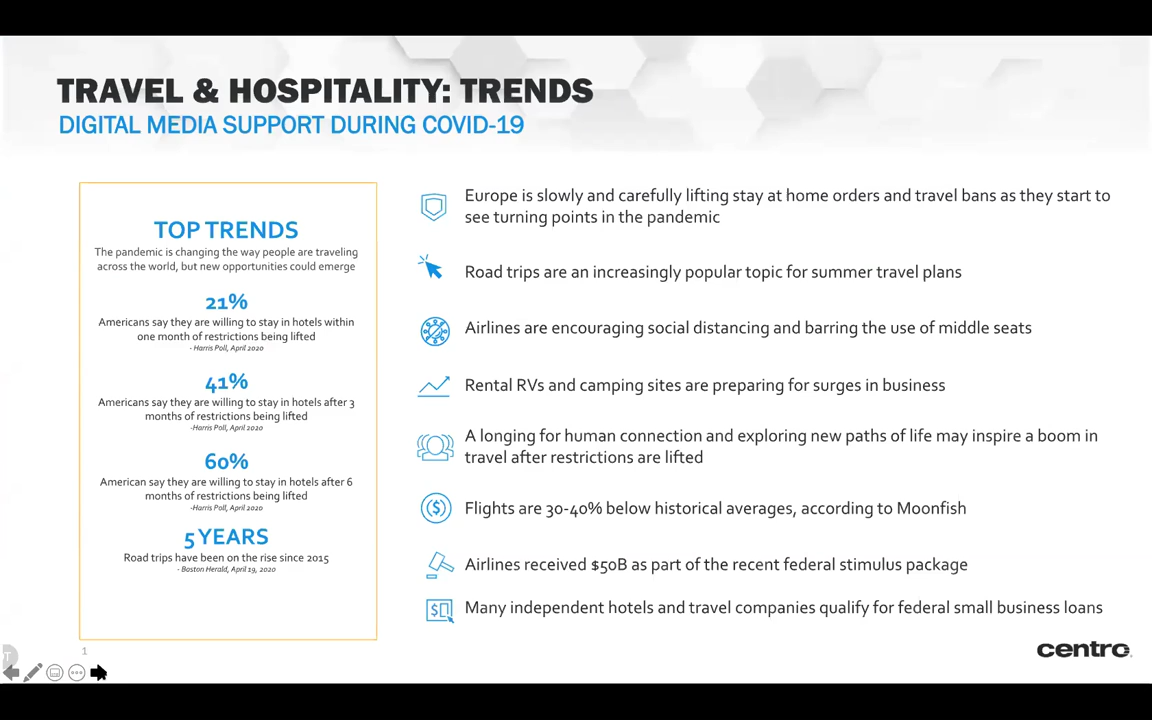 TRAVEL & HOSPITALITY: TRENDS
DIGITAL MEDIA SUPPORT DURING COVID-19
TOP TRENDS
The pandemic is changing the way people are traveling
across the world, but new opportunities could emerge
21%
Americans say they are willing to stay in hotels within
one month of restrictions being lifted
- Harris Poll, April 2020
41%
Americans say they are willing to stay in hotels after 3
months of restrictions being lifted
-Harris Poll, April 2020
60%
American say they are willing to stay in hotels after 6
months of restrictions being lifted
-Harris Poll, April 2020
5 YEARS
Road trips have been on the rise since 2015
- Boston Herald, April 19, 2020
Europe is slowly and carefully lifting stay at home orders and travel bans as they start to
see turning points in the pandemic
Road trips are an increasingly popular topic for summer travel plans
Airlines are encouraging social distancing and barring the use of middle seats
Rental RVs and camping sites are preparing for surges in business
A longing for human connection and exploring new paths of life may inspire a boom in
travel after restrictions are lifted
Flights are 30-40% below historical averages, according to Moonfish
Airlines received $50B as part of the recent federal stimulus package
Many independent hotels and travel companies qualify for federal small business loans
1
centro